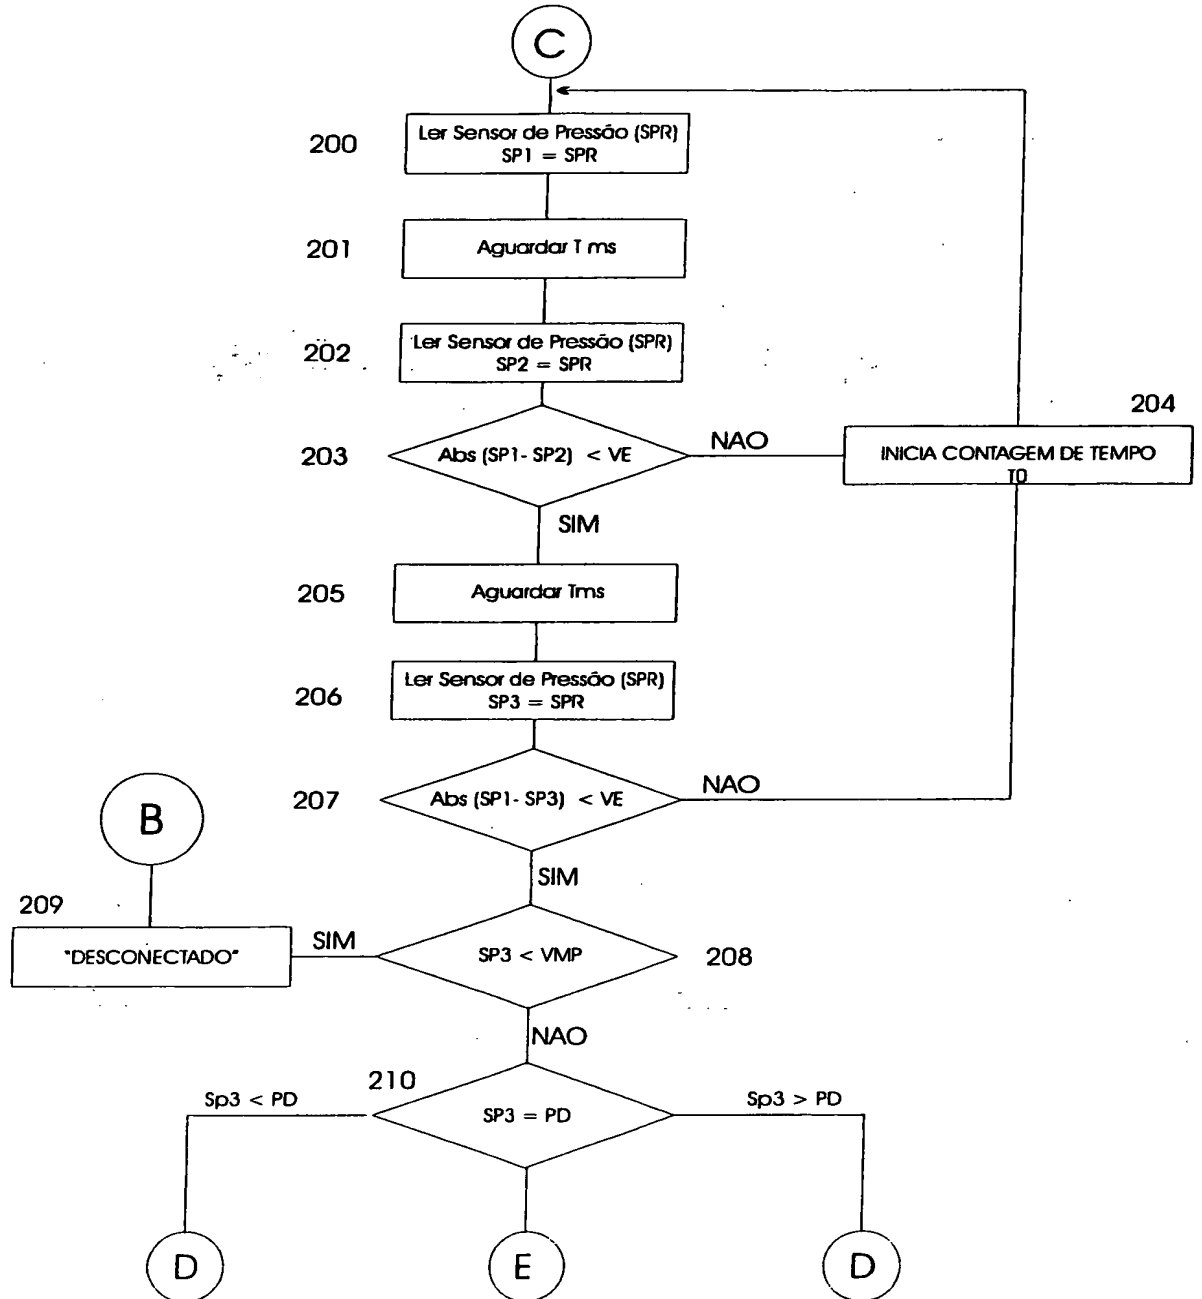 C
200
Ler Sensor de Pressão (SPR)
SP1 = SPR
201
Aguardar T ms
202
Ler Sensor de Pressão (SPR)
SP2 = SPR
204
203
Abs (SP1- SP2) < VE
NAO
INICIA CONTAGEM DE TEMPO
T0
SIM
205
Aguardar Tms
206
Ler Sensor de Pressão (SPR)
SP3 = SPR
207
Abs (SP1- SP3) < VE
NAO
B
SIM
209
"DESCONECTADO"
SIM
SP3 < VMP
208
NAO
210
Sp3 < PD
SP3 = PD
Sp3 > PD
D
E
D